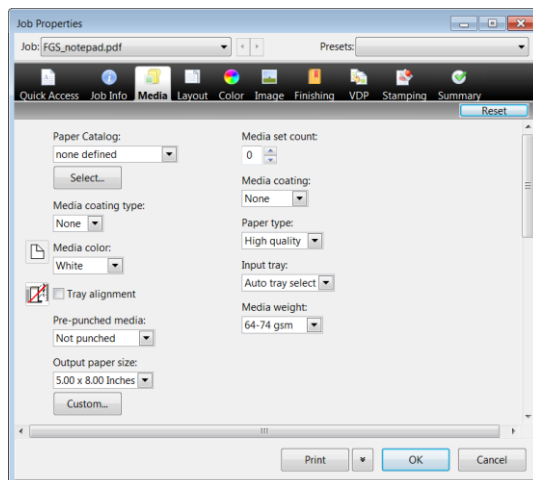 Job Properties
Job: FGS_notepad.pdf Presets:
Quick Access Job Info Media Layout Color Image Finishing VDP Stamping Summary
Reset
Paper Catalog:
none defined
Select...
Media coating type:
None
Media color:
White
Tray alignment
Pre-punched media:
Not punched
Output paper size:
5.00 x 8.00 Inches
Custom...
Media set count:
0
Media coating:
None
Paper type:
High quality
Input tray:
Auto tray select
Media weight:
64-74 gsm
Print OK Cancel